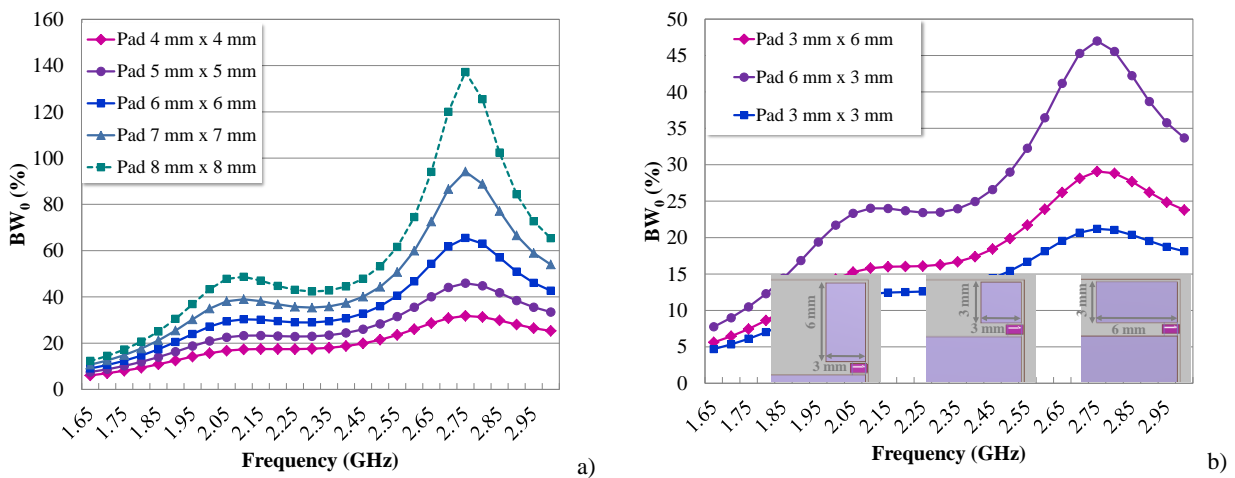 160
140
120
100
80
60
40
20
0
BW0 (%)
Pad 4 mm x 4 mm
Pad 5 mm x 5 mm
Pad 6 mm x 6 mm
Pad 7 mm x 7 mm
Pad 8 mm x 8 mm
1.65
1.75
1.85
1.95
2.05
2.15
2.25
2.35
2.45
2.55
2.65
2.75
2.85
2.95
Frequency (GHz)
a)
50
45
40
35
30
25
20
15
10
5
0
BW0 (%)
Pad 3 mm x 6 mm
Pad 6 mm x 3 mm
Pad 3 mm x 3 mm
6 mm
3 mm
3 mm
3 mm
3 mm
6 mm
1.65
1.75
1.85
1.95
2.05
2.15
2.25
2.35
2.45
2.55
2.65
2.75
2.85
2.95
Frequency (GHz)
b)